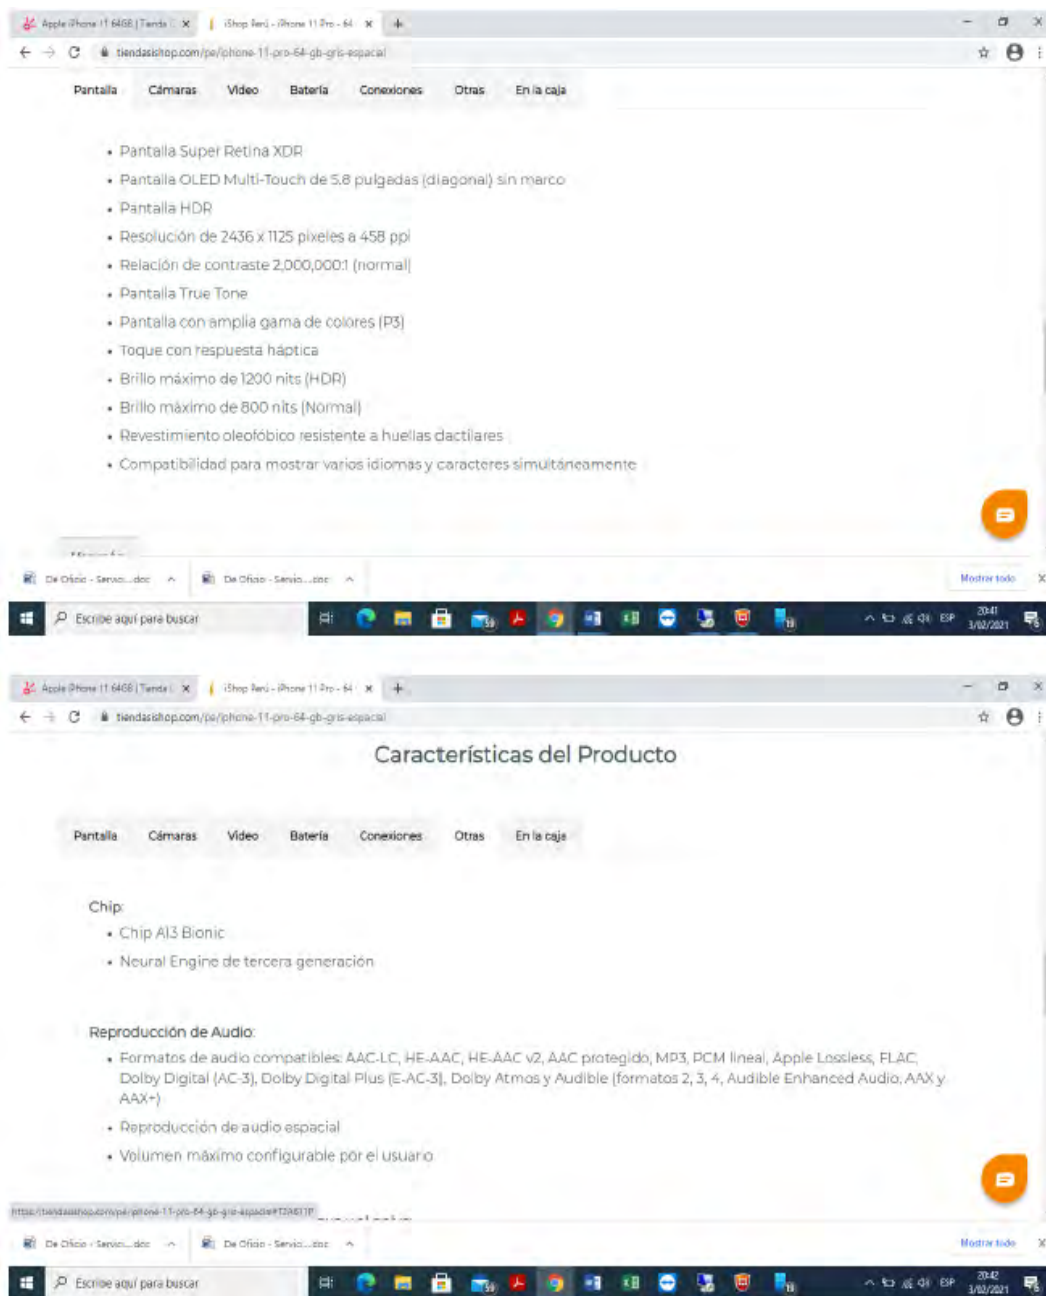 Apple iPhone 11 64GB | Tienda
iShop Perú - iPhone 11 Pro - 64
tiendasishop.com/pe/iphone-11-pro-64-gb-gris-espacial
Pantalla Cámaras Video Batería Conexiones Otras En la caja
• Pantalla Super Retina XDR
• Pantalla OLED Multi-Touch de 5.8 pulgadas (diagonal) sin marco
• Pantalla HDR
• Resolución de 2436 x 1125 pixeles a 458 ppi
• Relación de contraste 2,000,000:1 (normal)
• Pantalla True Tone
• Pantalla con amplia gama de colores (P3)
• Toque con respuesta háptica
• Brillo máximo de 1200 nits (HDR)
• Brillo máximo de 800 nits (Normal)
• Revestimiento oleofóbico resistente a huellas dactilares
• Compatibilidad para mostrar varios idiomas y caracteres simultáneamente
De Oficio - Servici....doc
De Oficio - Servici....doc
Mostrar todo
Escribe aquí para buscar
59
19
ESP
20:41
3/02/2021
6
Apple iPhone 11 64GB | Tienda
iShop Perú - iPhone 11 Pro - 64
tiendasishop.com/pe/iphone-11-pro-64-gb-gris-espacial
Características del Producto
Pantalla Cámaras Video Batería Conexiones Otras En la caja
Chip:
• Chip A13 Bionic
• Neural Engine de tercera generación
Reproducción de Audio:
• Formatos de audio compatibles: AAC-LC, HE-AAC, HE-AAC v2, AAC protegido, MP3, PCM lineal, Apple Lossless, FLAC,
Dolby Digital (AC-3), Dolby Digital Plus (E-AC-3), Dolby Atmos y Audible (formatos 2, 3, 4, Audible Enhanced Audio, AAX y
AAX+)
• Reproducción de audio espacial
• Volumen máximo configurable por el usuario
De Oficio - Servici....doc
De Oficio - Servici....doc
Mostrar todo
Escribe aquí para buscar
59
19
ESP
20:42
3/02/2021